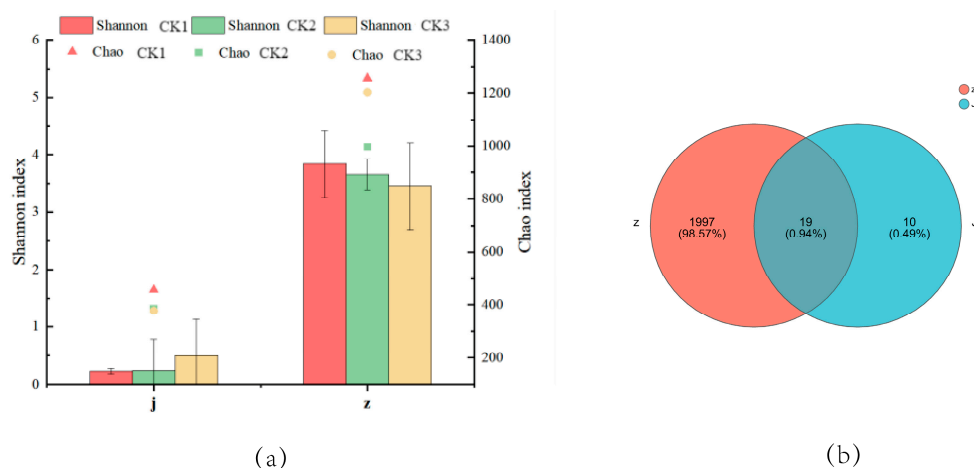 Shannon CK1 Shannon CK2 Shannon CK3
Chao CK1 Chao CK2 Chao CK3
6
5
4
3
2
1
0
Shannon index
1400
1200
1000
800
600
400
200
Chao index
j z
(a)
z
J
z
1997
(98.57%)
19
(0.94%)
10
(0.49%)
J
(b)